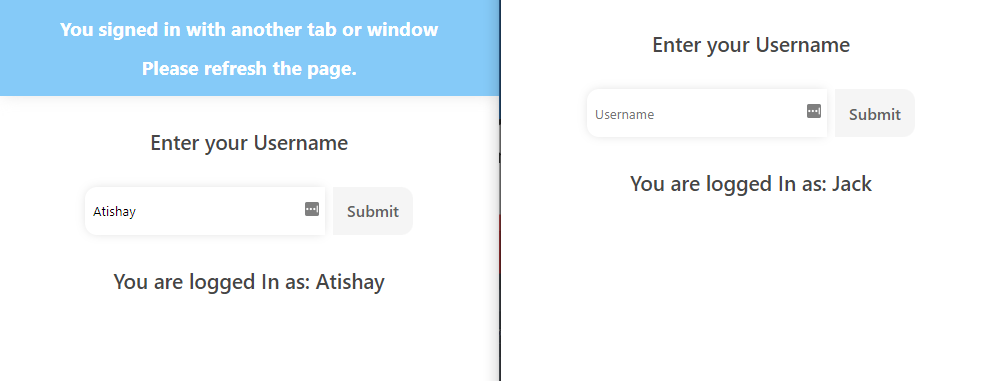 You signed in with another tab or window
Please refresh the page.
Enter your Username
Atishay
Submit
You are logged In as: Atishay
Enter your Username
Username
Submit
You are logged In as: Jack